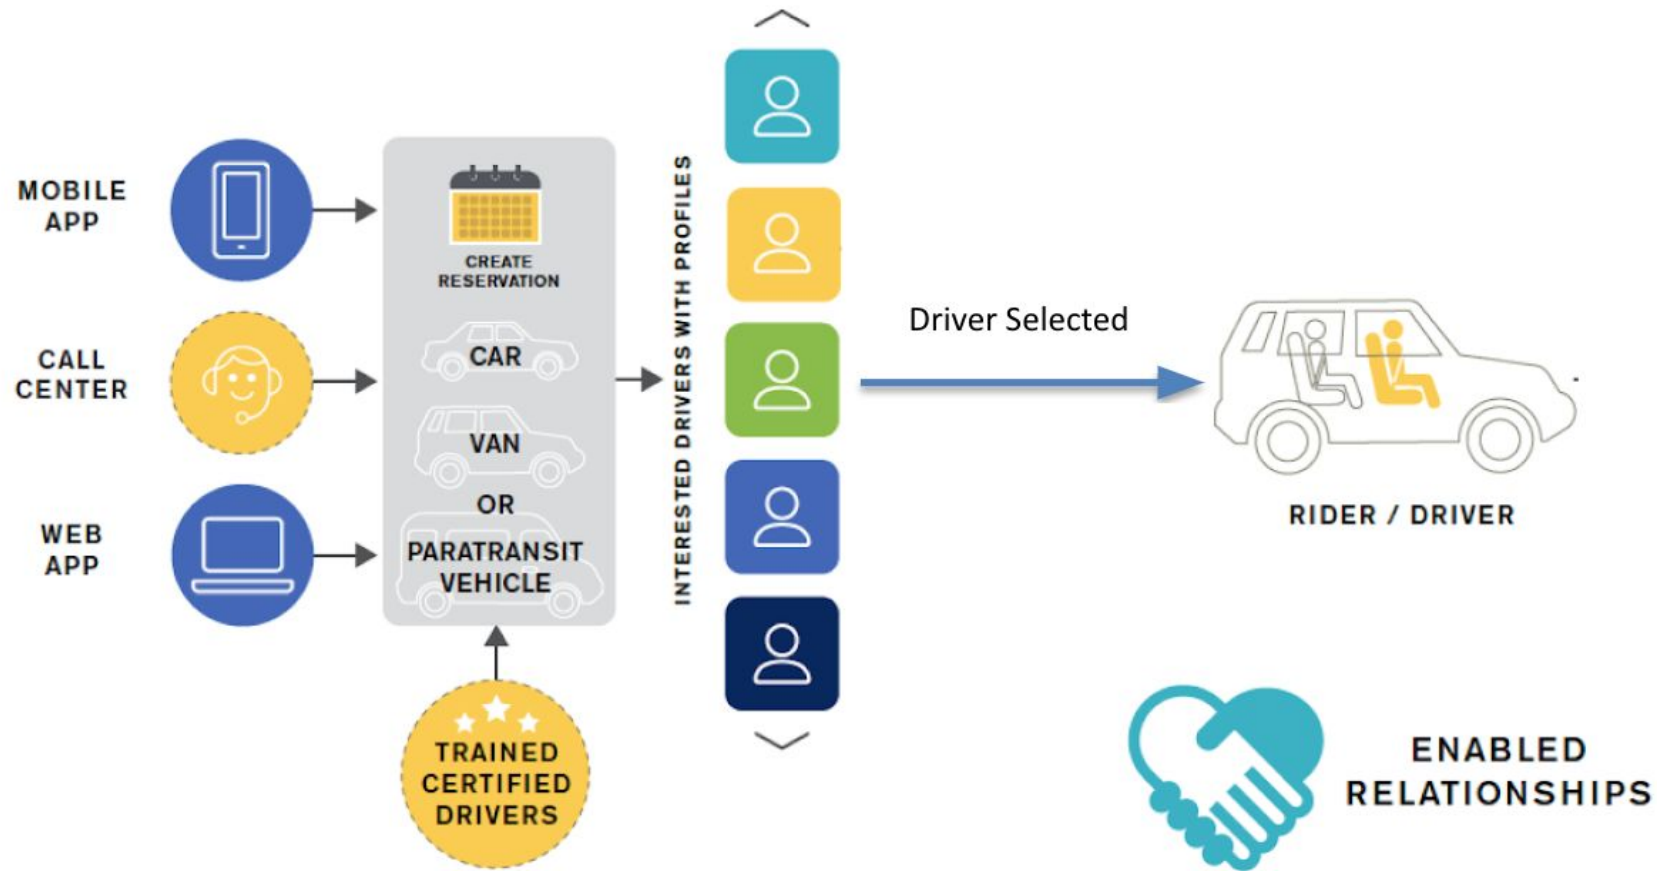 MOBILE
APP
CALL
CENTER
WEB
APP
CREATE
RESERVATION
CAR
VAN
OR
PARATRANSIT
VEHICLE
TRAINED
CERTIFIED
DRIVERS
INTERESTED DRIVERS WITH PROFILES
Driver Selected
RIDER / DRIVER
ENABLED
RELATIONSHIPS